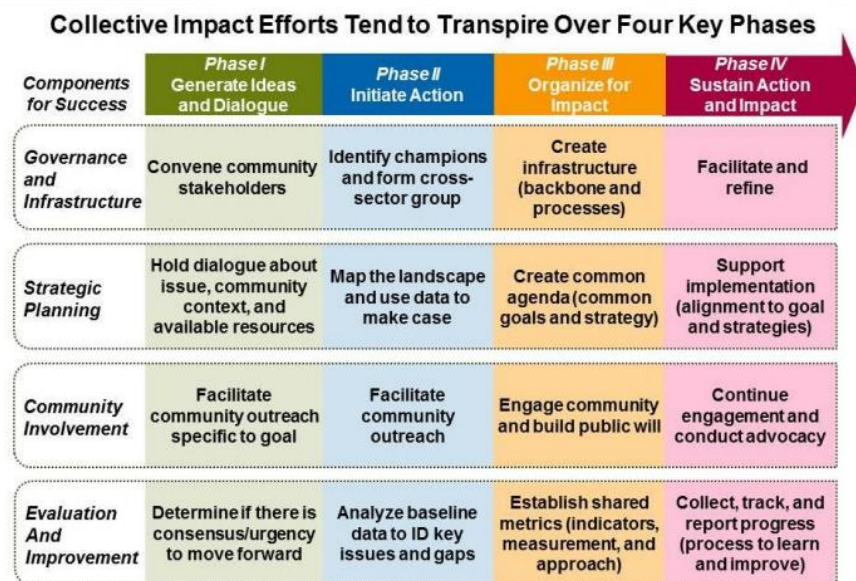 Collective Impact Efforts Tend to Transpire Over Four Key Phases
Components
for Success
Phase I
Generate Ideas
and Dialogue
Phase II
Initiate Action
Phase III
Organize for
Impact
Phase IV
Sustain Action
and Impact
Governance
and
Infrastructure
Convene community
stakeholders
Identify champions
and form cross-
sector group
Create
infrastructure
(backbone and
processes)
Facilitate and
refine
Strategic
Planning
Hold dialogue about
issue, community
context, and
available resources
Map the landscape
and use data to
make case
Create common
agenda (common
goals and strategy)
Support
implementation
(alignment to goal
and strategies)
Community
Involvement
Facilitate
community outreach
specific to goal
Facilitate
community
outreach
Engage community
and build public will
Continue
engagement and
conduct advocacy
Evaluation
And
Improvement
Determine if there is
consensus/urgency
to move forward
Analyze baseline
data to ID key
issues and gaps
Establish shared
metrics (indicators,
measurement, and
approach)
Collect, track, and
report progress
(process to learn
and improve)